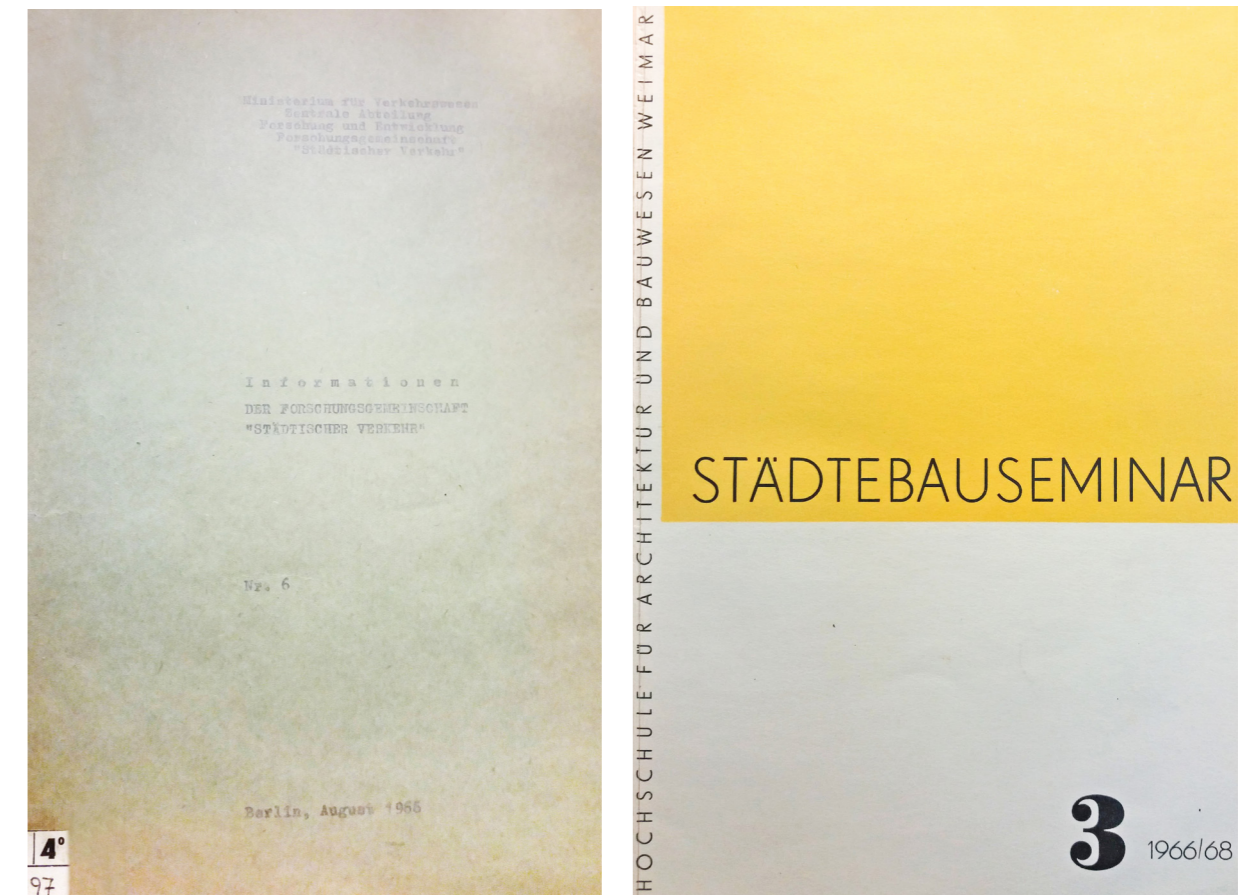 Ministerium für Verkehrswesen
Zentrale Abteilung
Forschung und Entwicklung
Forschungsgemeinschaft
"Städtischer Verkehr"
Informationen
DER FORSCHUNGSGEMEINSCHAFT
"STÄDTISCHER VERKEHR"
Nr. 6
Berlin, August 1966
4°
97
HOCHSCHULE FÜR ARCHITEKTUR UND BAUWESEN WEIMAR
STÄDTEBAUSEMINAR
3 1966/68